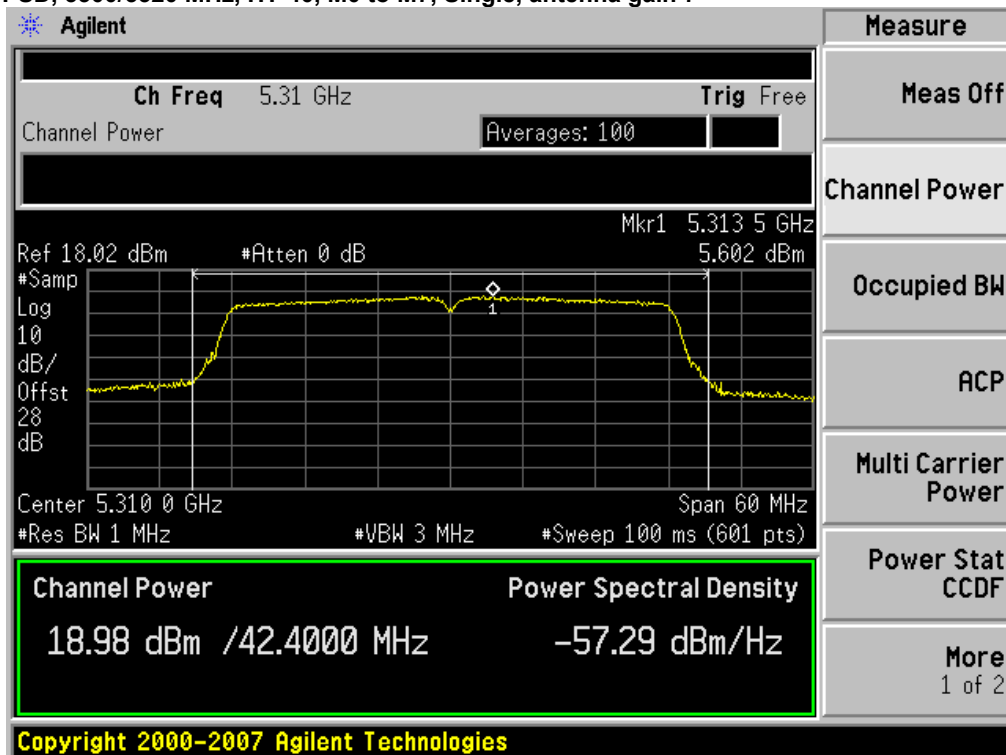 Agilent
Measure
Ch Freq 5.31 GHz Trig Free
Channel Power Averages: 100
Mkr1 5.313 5 GHz
Ref 18.02 dBm #Atten 0 dB 5.602 dBm
#Samp
Log
10
dB/
Offst
28
dB
1
Center 5.310 0 GHz Span 60 MHz
#Res BW 1 MHz #VBW 3 MHz #Sweep 100 ms (601 pts)
Channel Power Power Spectral Density
18.98 dBm /42.4000 MHz -57.29 dBm/Hz
Meas Off
Channel Power
Occupied BW
ACP
Multi Carrier
Power
Power Stat
CCDF
More
1 of 2
Copyright 2000-2007 Agilent Technologies